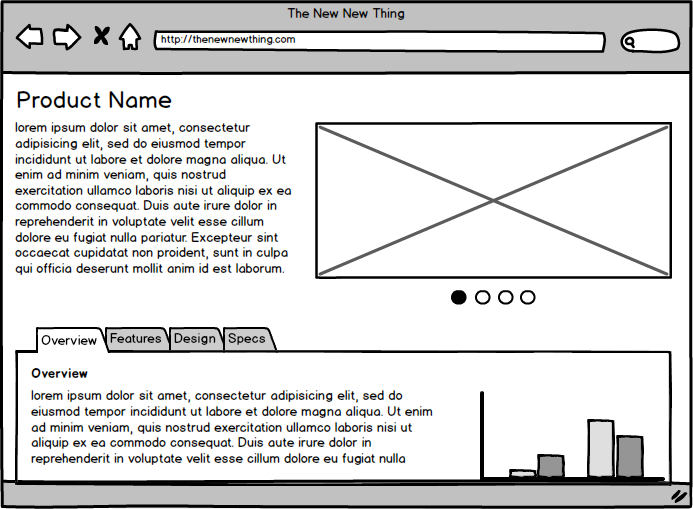 The New New Thing
http://thenewnewthing.com
Product Name
lorem ipsum dolor sit amet, consectetur
adipisicing elit, sed do eiusmod tempor
incididunt ut labore et dolore magna aliqua. Ut
enim ad minim veniam, quis nostrud
exercitation ullamco laboris nisi ut aliquip ex ea
commodo consequat. Duis aute irure dolor in
reprehenderit in voluptate velit esse cillum
dolore eu fugiat nulla pariatur. Excepteur sint
occaecat cupidatat non proident, sunt in culpa
qui officia deserunt mollit anim id est laborum.
Overview Features Design Specs
Overview
lorem ipsum dolor sit amet, consectetur adipisicing elit, sed do
eiusmod tempor incididunt ut labore et dolore magna aliqua. Ut enim
ad minim veniam, quis nostrud exercitation ullamco laboris nisi ut
aliquip ex ea commodo consequat. Duis aute irure dolor in
reprehenderit in voluptate velit esse cillum dolore eu fugiat nulla